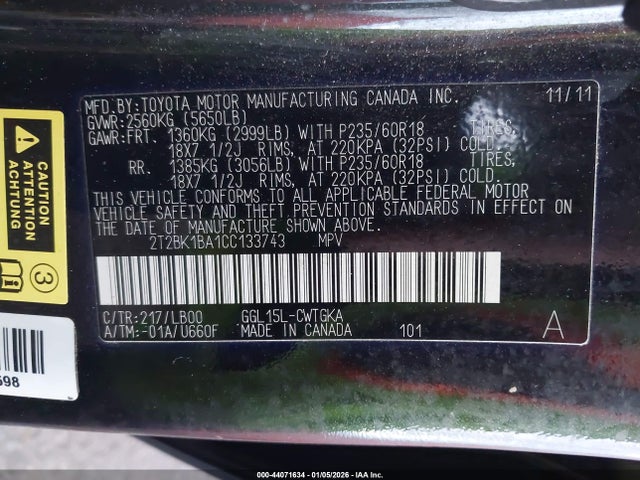 MFD.BY:TOYOTA MOTOR MANUFACTURING CANADA INC. 11/11
GVWR:2560KG (5650LB)
GAWR:FRT. 1360KG (2999LB) WITH P235/60R18 TIRES,
18X7 1/2J RIMS, AT 220KPA (32PSI) COLD.
RR. 1385KG (3056LB) WITH P235/60R18 TIRES,
18X7 1/2J RIMS, AT 220KPA (32PSI) COLD.
THIS VEHICLE CONFORMS TO ALL APPLICABLE FEDERAL MOTOR
VEHICLE SAFETY AND THEFT PREVENTION STANDARDS IN EFFECT ON
THE DATE OF MANUFACTURE SHOWN ABOVE.
2T2BK1BA1CC133743 MPV
C/TR:217/LB00 GGL15L-CWTGKA
A/TM:-01A/U660F MADE IN CANADA 101 A
CAUTION
ATTENTION
ACHTUNG
3
598
000-44071634 | 01/05/2026 - IAA Corp.